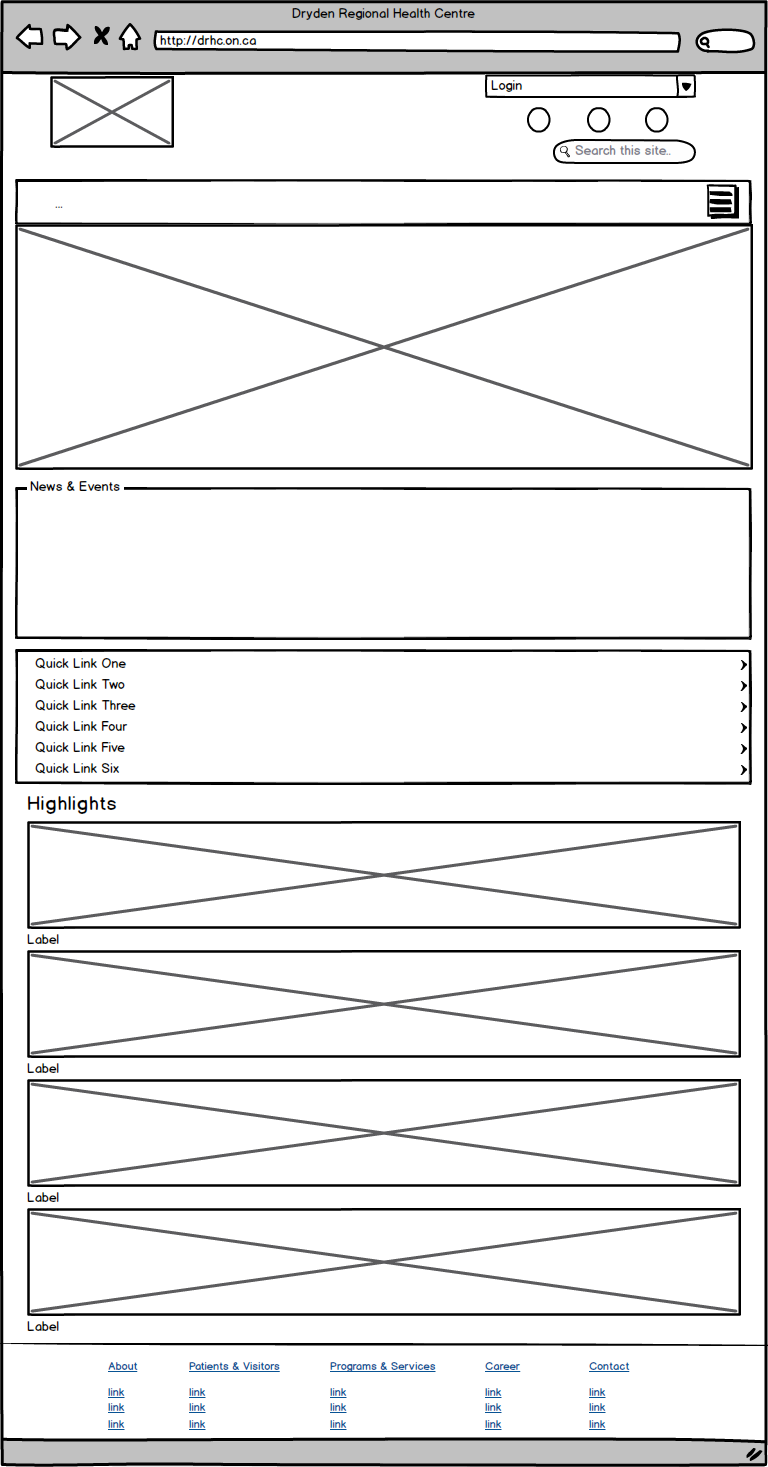 Dryden Regional Health Centre
http://drhc.on.ca
Login
Search this site..
...
News & Events
Quick Link One
Quick Link Two
Quick Link Three
Quick Link Four
Quick Link Five
Quick Link Six
Highlights
Label
Label
Label
Label
About Patients & Visitors Programs & Services Career Contact
link link link link link
link link link link link
link link link link link